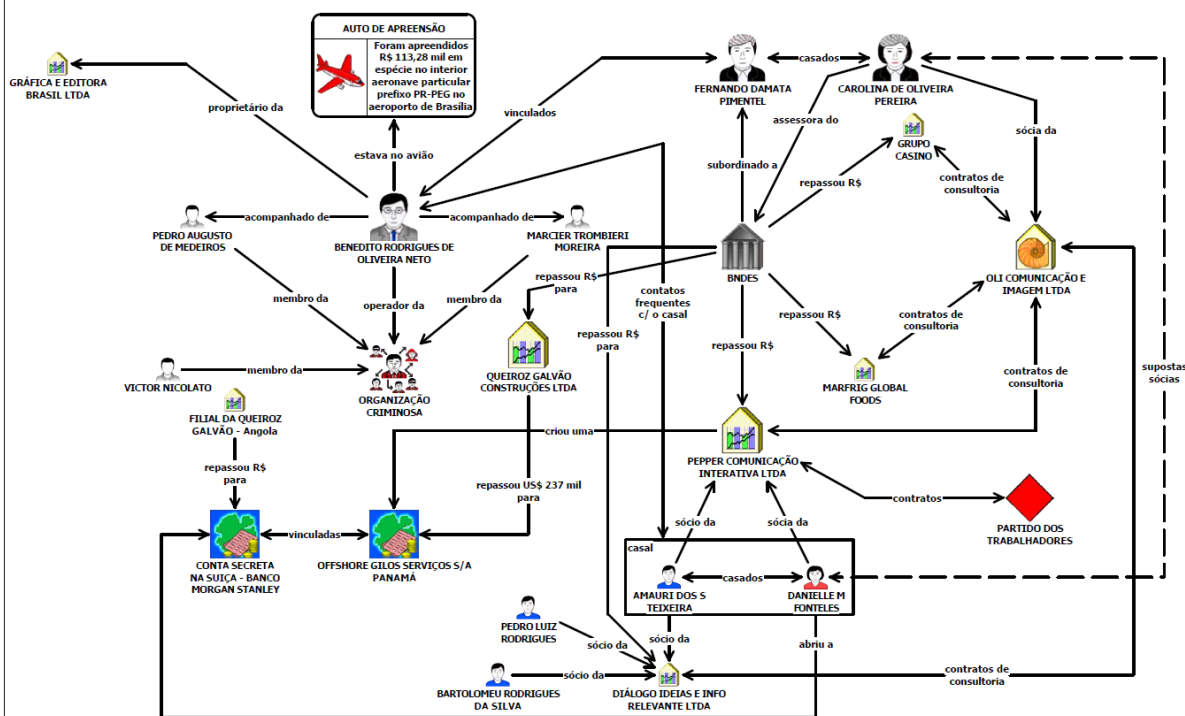 AUTO DE APREENSÃO
Foram apreendidos
R$ 113,28 mil em
espécie no interior
aeronave particular
prefixo PR-PEG no
aeroporto de Brasília
GRÁFICA E EDITORA
BRASIL LTDA
proprietário da
estava no avião
vinculados
FERNANDO DAMATA
PIMENTEL
casados
CAROLINA DE OLIVEIRA
PEREIRA
assessora do
sócia da
GRUPO
CASINO
subordinado a
repassou R$
contratos de
consultoria
acompanhado de
acompanhado de
PEDRO AUGUSTO
DE MEDEIROS
BENEDITO RODRIGUES DE
OLIVEIRA NETO
MARCIER TROMBIERI
MOREIRA
BNDES
OLI COMUNICAÇÃO E
IMAGEM LTDA
repassou R$
para
membro da
operador da
membro da
contatos
frequentes
c/ o casal
repassou R$
para
repassou R$
repassou R$
contratos de
consultoria
QUEIROZ GALVÃO
CONSTRUÇÕES LTDA
MARFRIG GLOBAL
FOODS
contratos de
consultoria
supostas
sócias
VICTOR NICOLATO
membro da
ORGANIZAÇÃO
CRIMINOSA
FILIAL DA QUEIROZ
GALVÃO - Angola
criou uma
PEPPER COMUNICAÇÃO
INTERATIVA LTDA
repassou R$
para
repassou US$ 237 mil
para
contratos
PARTIDO DOS
TRABALHADORES
sócio da
sócia da
vinculadas
CONTA SECRETA
NA SUIÇA - BANCO
MORGAN STANLEY
OFFSHORE GILOS SERVIÇOS S/A
PANAMÁ
casal
casados
AMAURI DOS S
TEIXEIRA
DANIELLE M
FONTELES
PEDRO LUIZ
RODRIGUES
sócio da
sócio da
abriu a
BARTOLOMEU RODRIGUES
DA SILVA
sócio da
DIÁLOGO IDEIAS E INFO
RELEVANTE LTDA
contratos de
consultoria